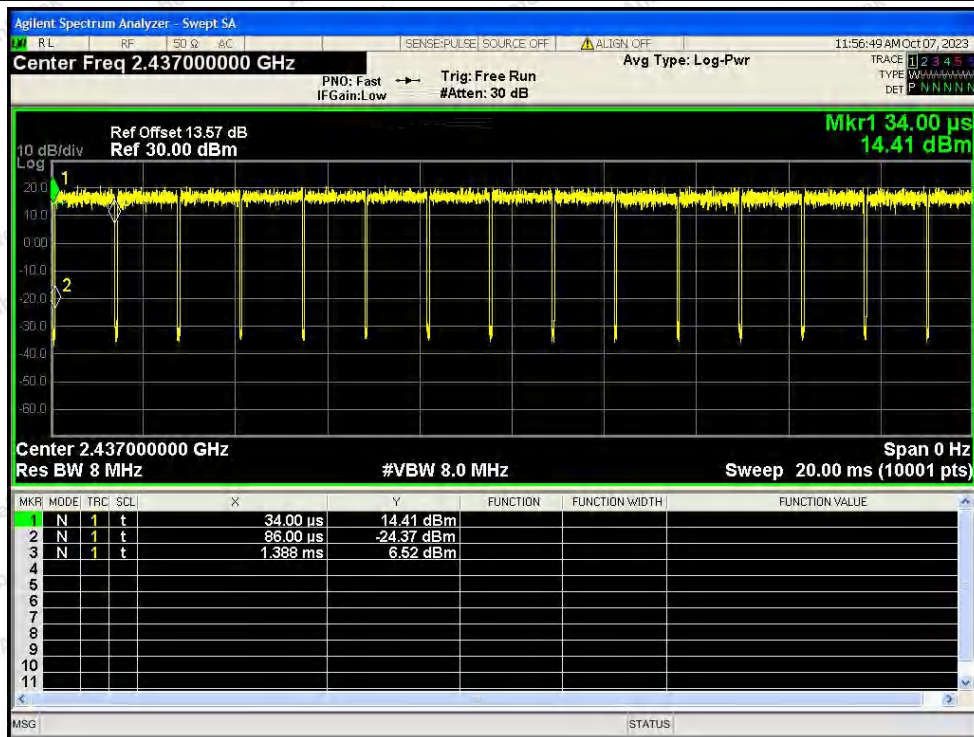 Agilent Spectrum Analyzer - Swept SA
RL RF 50 Ω AC SENSE:PULSE SOURCE OFF ALIGN OFF 11:56:49 AM Oct 07, 2023
Center Freq 2.437000000 GHz Avg Type: Log-Pwr TRACE 1 2 3 4 5
PNO: Fast Trig: Free Run TYPE W
IFGain:Low #Atten: 30 dB DET P N N N N N
Mkr1 34.00 µs
Ref Offset 13.57 dB
10 dB/div Ref 30.00 dBm 14.41 dBm
Log
1
20.0
10.0
0.00
-10.0
2
-20.0
-30.0
-40.0
-50.0
-60.0
Center 2.437000000 GHz Span 0 Hz
Res BW 8 MHz #VBW 8.0 MHz Sweep 20.00 ms (10001 pts)
MKR MODE TRC SCL X Y FUNCTION FUNCTION WIDTH FUNCTION VALUE
1 N 1 t 34.00 µs 14.41 dBm
2 N 1 t 86.00 µs -24.37 dBm
3 N 1 t 1.388 ms 6.52 dBm
4
5
6
7
8
9
10
11
MSG STATUS